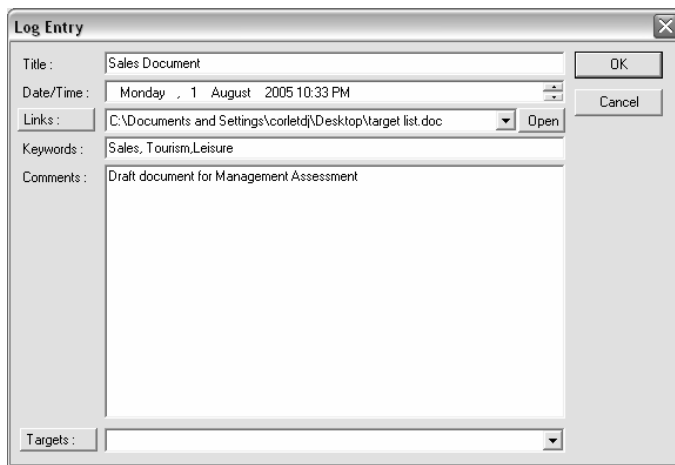 Log Entry
Title : Sales Document OK
Date/Time : Monday , 1 August 2005 10:33 PM Cancel
Links : C:\Documents and Settings\corletdj\Desktop\target list.doc Open
Keywords : Sales, Tourism,Leisure
Comments : Draft document for Management Assessment
Targets :